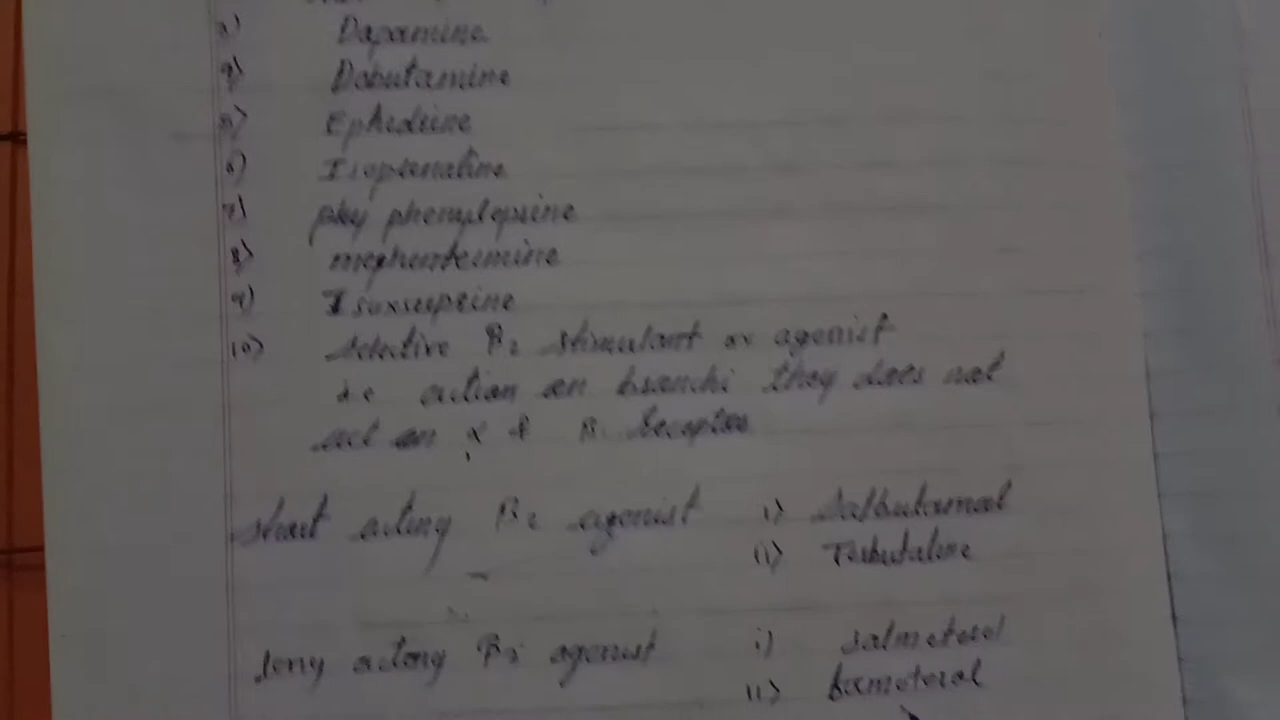 3) Dopamine
4) Dobutamine
5) Ephedrine
6) Isoprenaline
7) phenylephrine
8) mephentermine
9) Isoxsuprine
10) Selective β2 stimulant or agonist
i.e action on bronchi they does not
act on α & β1 Receptor
short acting β2 agonist i) Salbutamol
ii) Terbutaline
long acting β2 agonist i) salmeterol
ii) formoterol